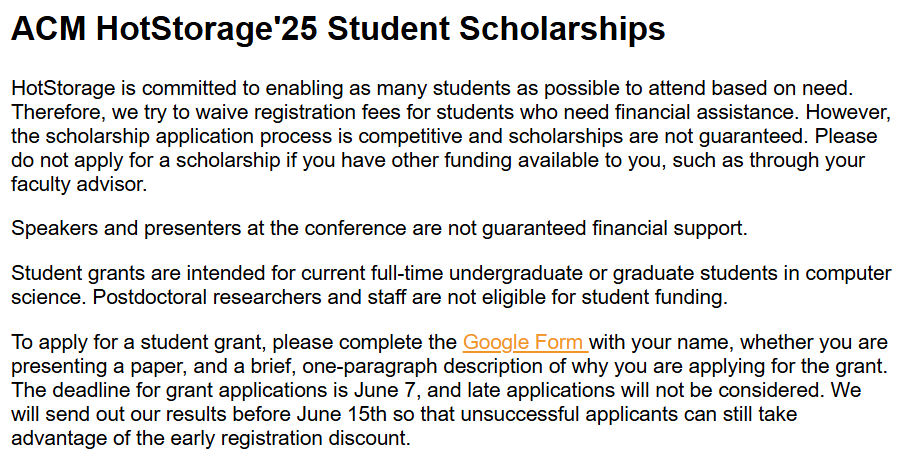 ACM HotStorage'25 Student Scholarships
HotStorage is committed to enabling as many students as possible to attend based on need.
Therefore, we try to waive registration fees for students who need financial assistance. However,
the scholarship application process is competitive and scholarships are not guaranteed. Please
do not apply for a scholarship if you have other funding available to you, such as through your
faculty advisor.
Speakers and presenters at the conference are not guaranteed financial support.
Student grants are intended for current full-time undergraduate or graduate students in computer
science. Postdoctoral researchers and staff are not eligible for student funding.
To apply for a student grant, please complete the Google Form with your name, whether you are
presenting a paper, and a brief, one-paragraph description of why you are applying for the grant.
The deadline for grant applications is June 7, and late applications will not be considered. We
will send out our results before June 15th so that unsuccessful applicants can still take
advantage of the early registration discount.